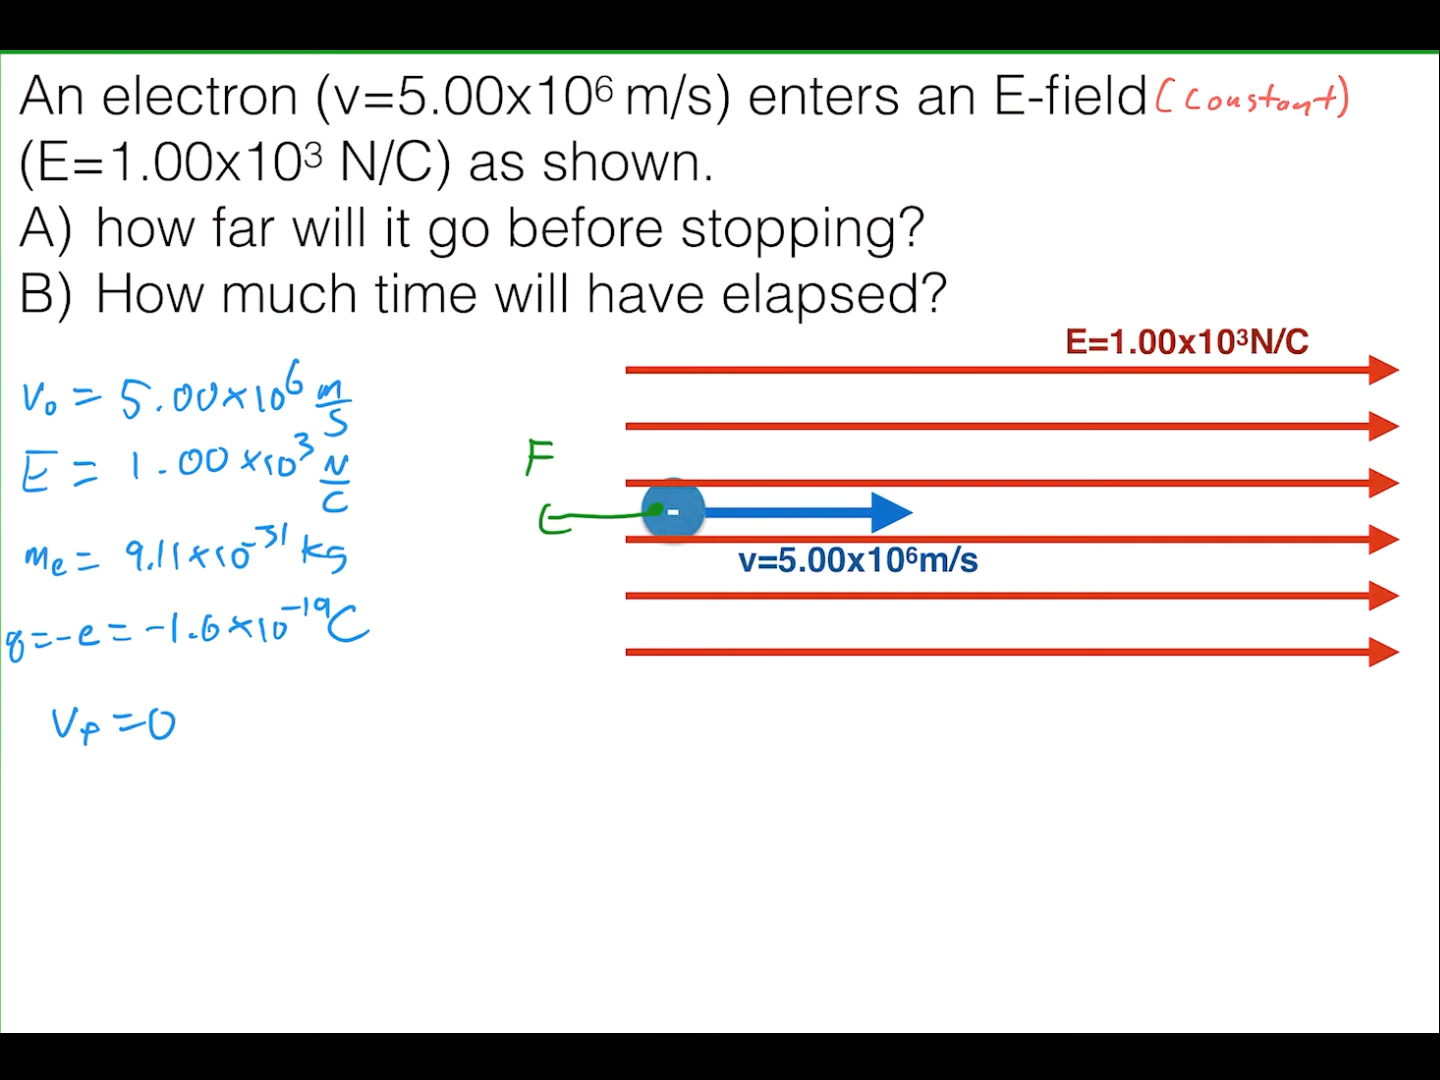 An electron (v=5.00x10⁶ m/s) enters an E-field (constant)
(E=1.00x10³ N/C) as shown.
A) how far will it go before stopping?
B) How much time will have elapsed?
E=1.00x10³N/C
v₀ = 5.00×10⁶ m/s
E = 1.00×10³ N/C
F
-
v=5.00x10⁶m/s
mₑ = 9.11×10⁻³¹ kg
q=-e=-1.6×10⁻¹⁹C
v_f=0